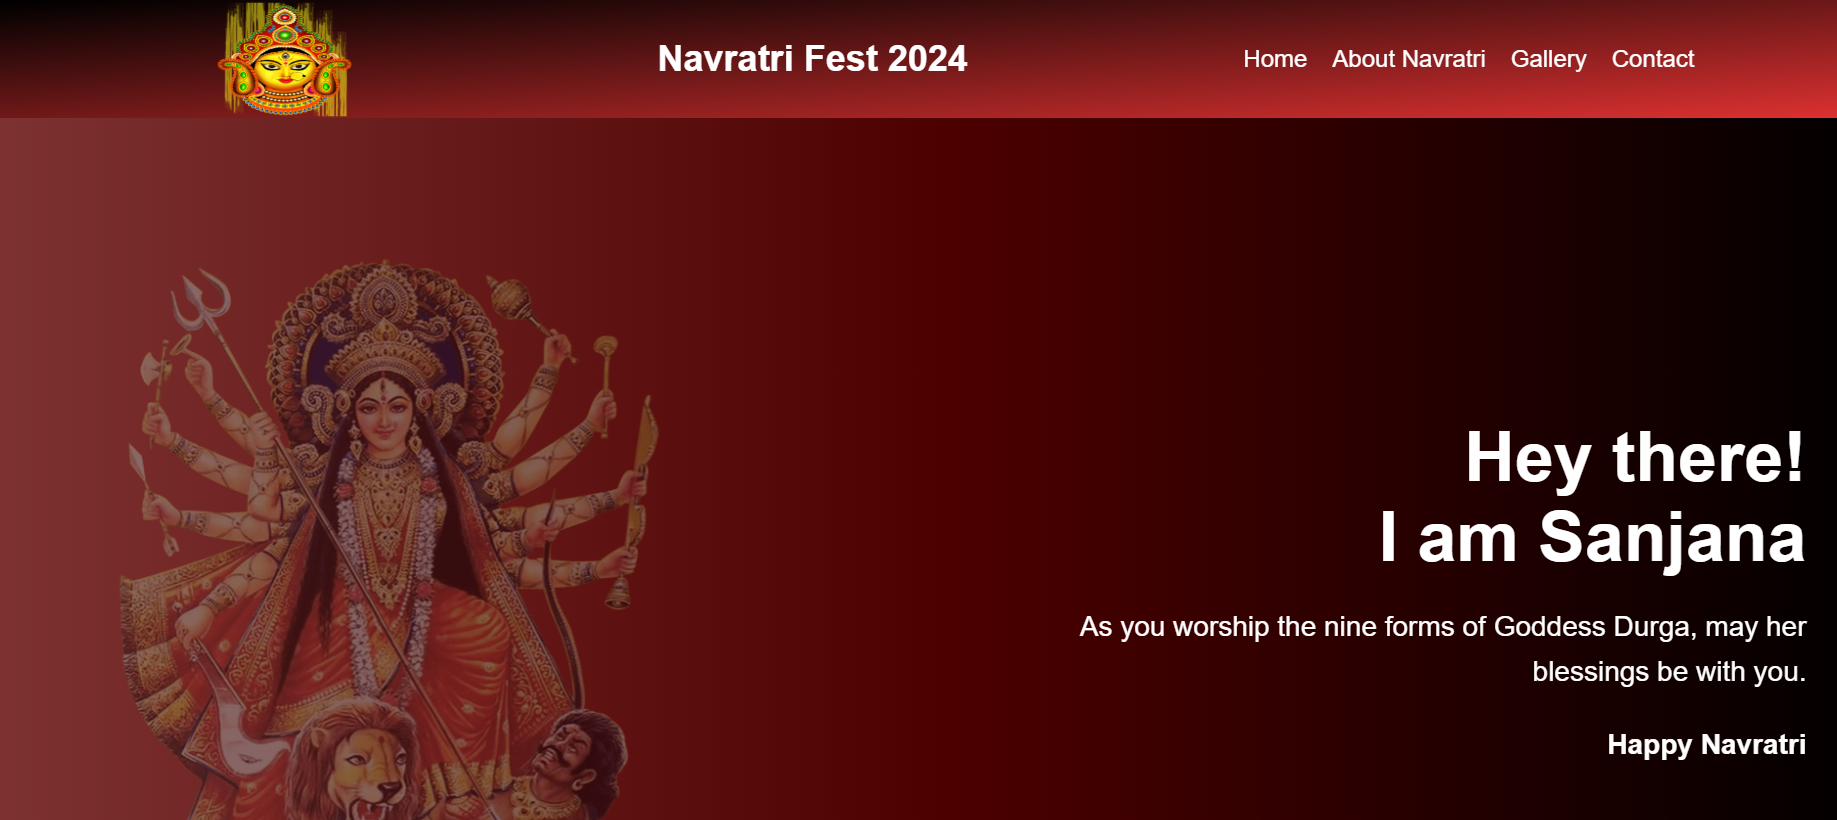 Navratri Fest 2024
Home About Navratri Gallery Contact
Hey there!
I am Sanjana
As you worship the nine forms of Goddess Durga, may her
blessings be with you.
Happy Navratri